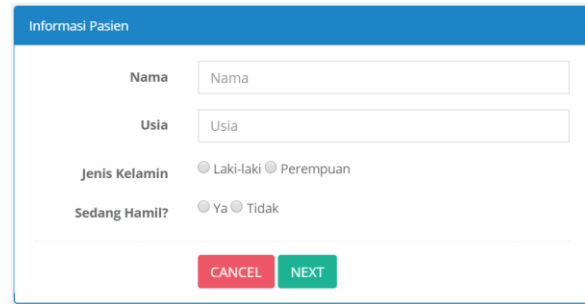 Informasi Pasien
Nama Nama
Usia Usia
Jenis Kelamin Laki-laki Perempuan
Sedang Hamil? Ya Tidak
CANCEL NEXT